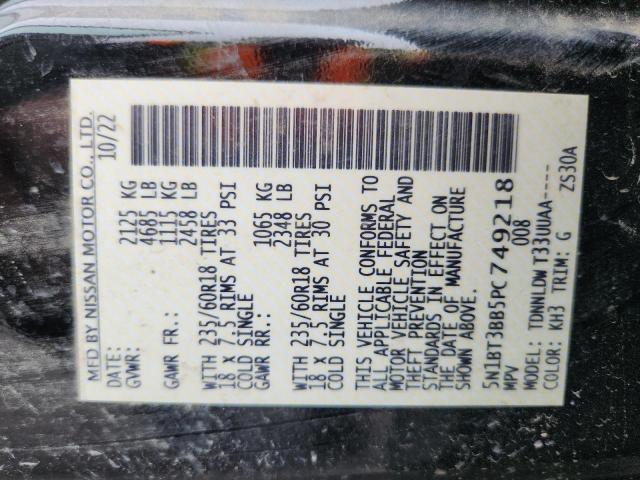 MFD BY NISSAN MOTOR CO., LTD.
DATE: 10/22
GVWR: 2125 KG
4685 LB
GAWR FR.: 1115 KG
2458 LB
WITH 235/60R18 TIRES
18 x 7.5 RIMS AT 33 PSI
COLD SINGLE
GAWR RR.: 1065 KG
2348 LB
WITH 235/60R18 TIRES
18 x 7.5 RIMS AT 30 PSI
COLD SINGLE
THIS VEHICLE CONFORMS TO
ALL APPLICABLE FEDERAL
MOTOR VEHICLE SAFETY AND
THEFT PREVENTION
STANDARDS IN EFFECT ON
THE DATE OF MANUFACTURE
SHOWN ABOVE.
5N1BT3BB5PC749218
MPV 008
MODEL: TDNNLDW T33UUAA----
COLOR: KH3 TRIM: G ZS30A